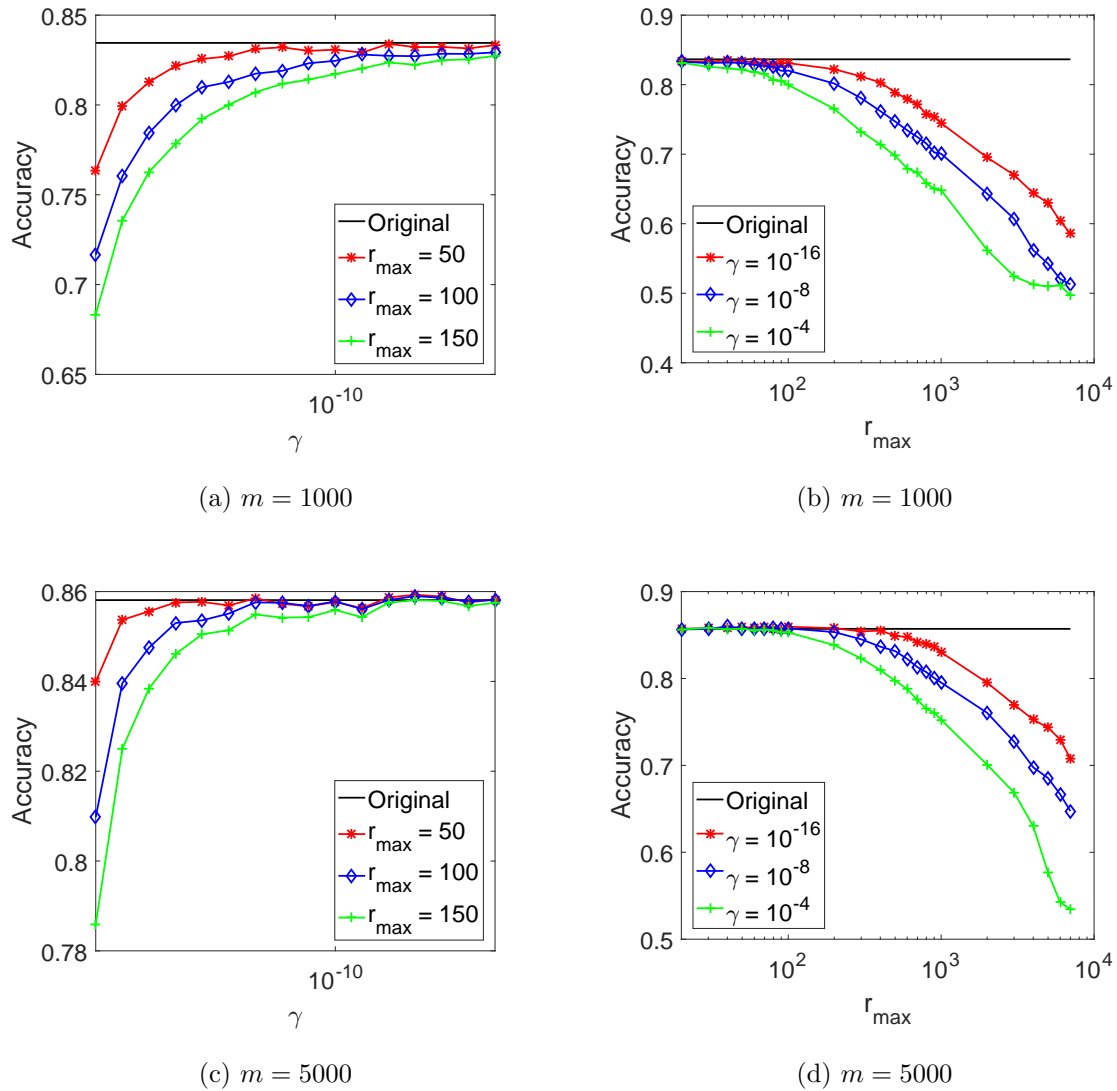 0.85
0.8
0.75
0.7
0.65
Accuracy
Original
r_max = 50
r_max = 100
r_max = 150
10^-10
γ
(a) m = 1000
0.9
0.8
0.7
0.6
0.5
0.4
Accuracy
Original
γ = 10^-16
γ = 10^-8
γ = 10^-4
10^2 10^3 10^4
r_max
(b) m = 1000
0.86
0.84
0.82
0.8
0.78
Accuracy
Original
r_max = 50
r_max = 100
r_max = 150
10^-10
γ
(c) m = 5000
0.9
0.8
0.7
0.6
0.5
Accuracy
Original
γ = 10^-16
γ = 10^-8
γ = 10^-4
10^2 10^3 10^4
r_max
(d) m = 5000